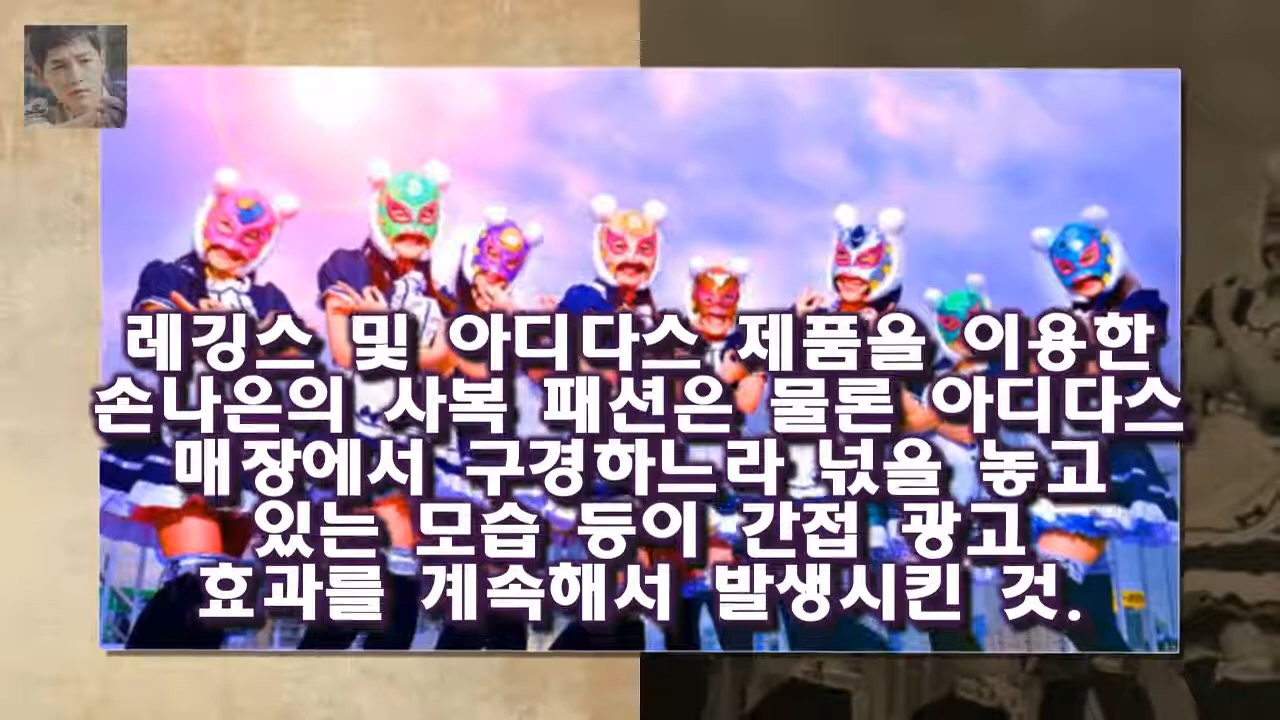 레깅스 및 아디다스 제품을 이용한
손나은의 사복 패션은 물론 아디다스
매장에서 구경하느라 넋을 놓고
있는 모습 등이 간접 광고
효과를 계속해서 발생시킨 것.